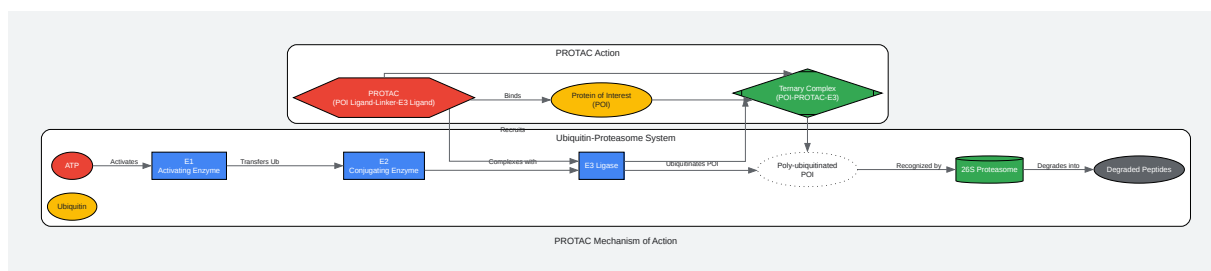 PROTAC Action
PROTAC
(POI Ligand-Linker-E3 Ligand)
Binds
Protein of Interest
(POI)
Ternary Complex
(POI-PROTAC-E3)
Recruits
Ubiquitin-Proteasome System
ATP
Activates
E1
Activating Enzyme
Transfers Ub
E2
Conjugating Enzyme
Complexes with
E3 Ligase
Ubiquitinates POI
Poly-ubiquitinated
POI
Recognized by
26S Proteasome
Degrades into
Degraded Peptides
Ubiquitin
PROTAC Mechanism of Action